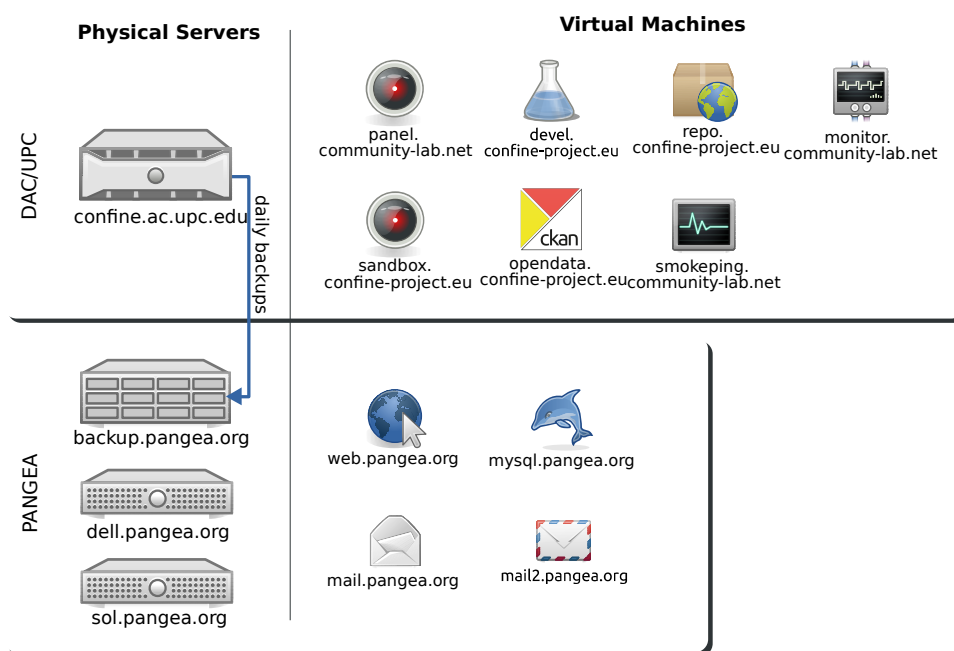 Physical Servers
Virtual Machines
DAC/UPC
confine.ac.upc.edu
daily backups
panel.
community-lab.net
devel.
confine-project.eu
repo.
confine-project.eu
monitor.
community-lab.net
sandbox.
confine-project.eu
ckan
opendata.
confine-project.eu
smokeping.
community-lab.net
PANGEA
backup.pangea.org
dell.pangea.org
sol.pangea.org
web.pangea.org
mysql.pangea.org
mail.pangea.org
mail2.pangea.org